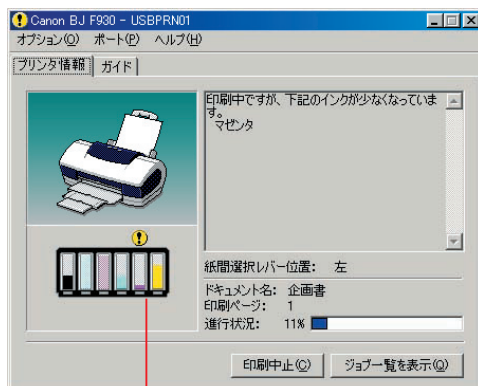 Canon BJ F930 - USBPRN01
オプション(O) ポート(P) ヘルプ(H)
プリンタ情報 ガイド
印刷中ですが、下記のインクが少なくなっていま
す。
マゼンタ
紙間選択レバー位置: 左
ドキュメント名: 企画書
印刷ページ: 1
進行状況: 11%
印刷中止(C) ジョブ一覧を表示(Q)